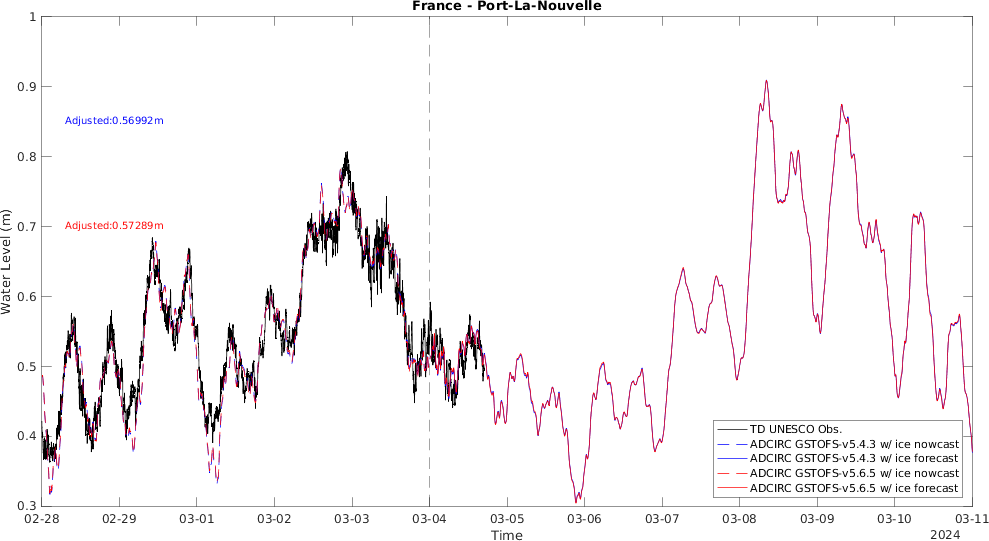 France - Port-La-Nouvelle
1
0.9
0.8
0.7
0.6
0.5
0.4
0.3
Water Level (m)
Adjusted:0.56992m
Adjusted:0.57289m
TD UNESCO Obs.
ADCIRC GSTOFS-v5.4.3 w/ ice nowcast
ADCIRC GSTOFS-v5.4.3 w/ ice forecast
ADCIRC GSTOFS-v5.6.5 w/ ice nowcast
ADCIRC GSTOFS-v5.6.5 w/ ice forecast
02-28 02-29 03-01 03-02 03-03 03-04 03-05 03-06 03-07 03-08 03-09 03-10 03-11
Time
2024